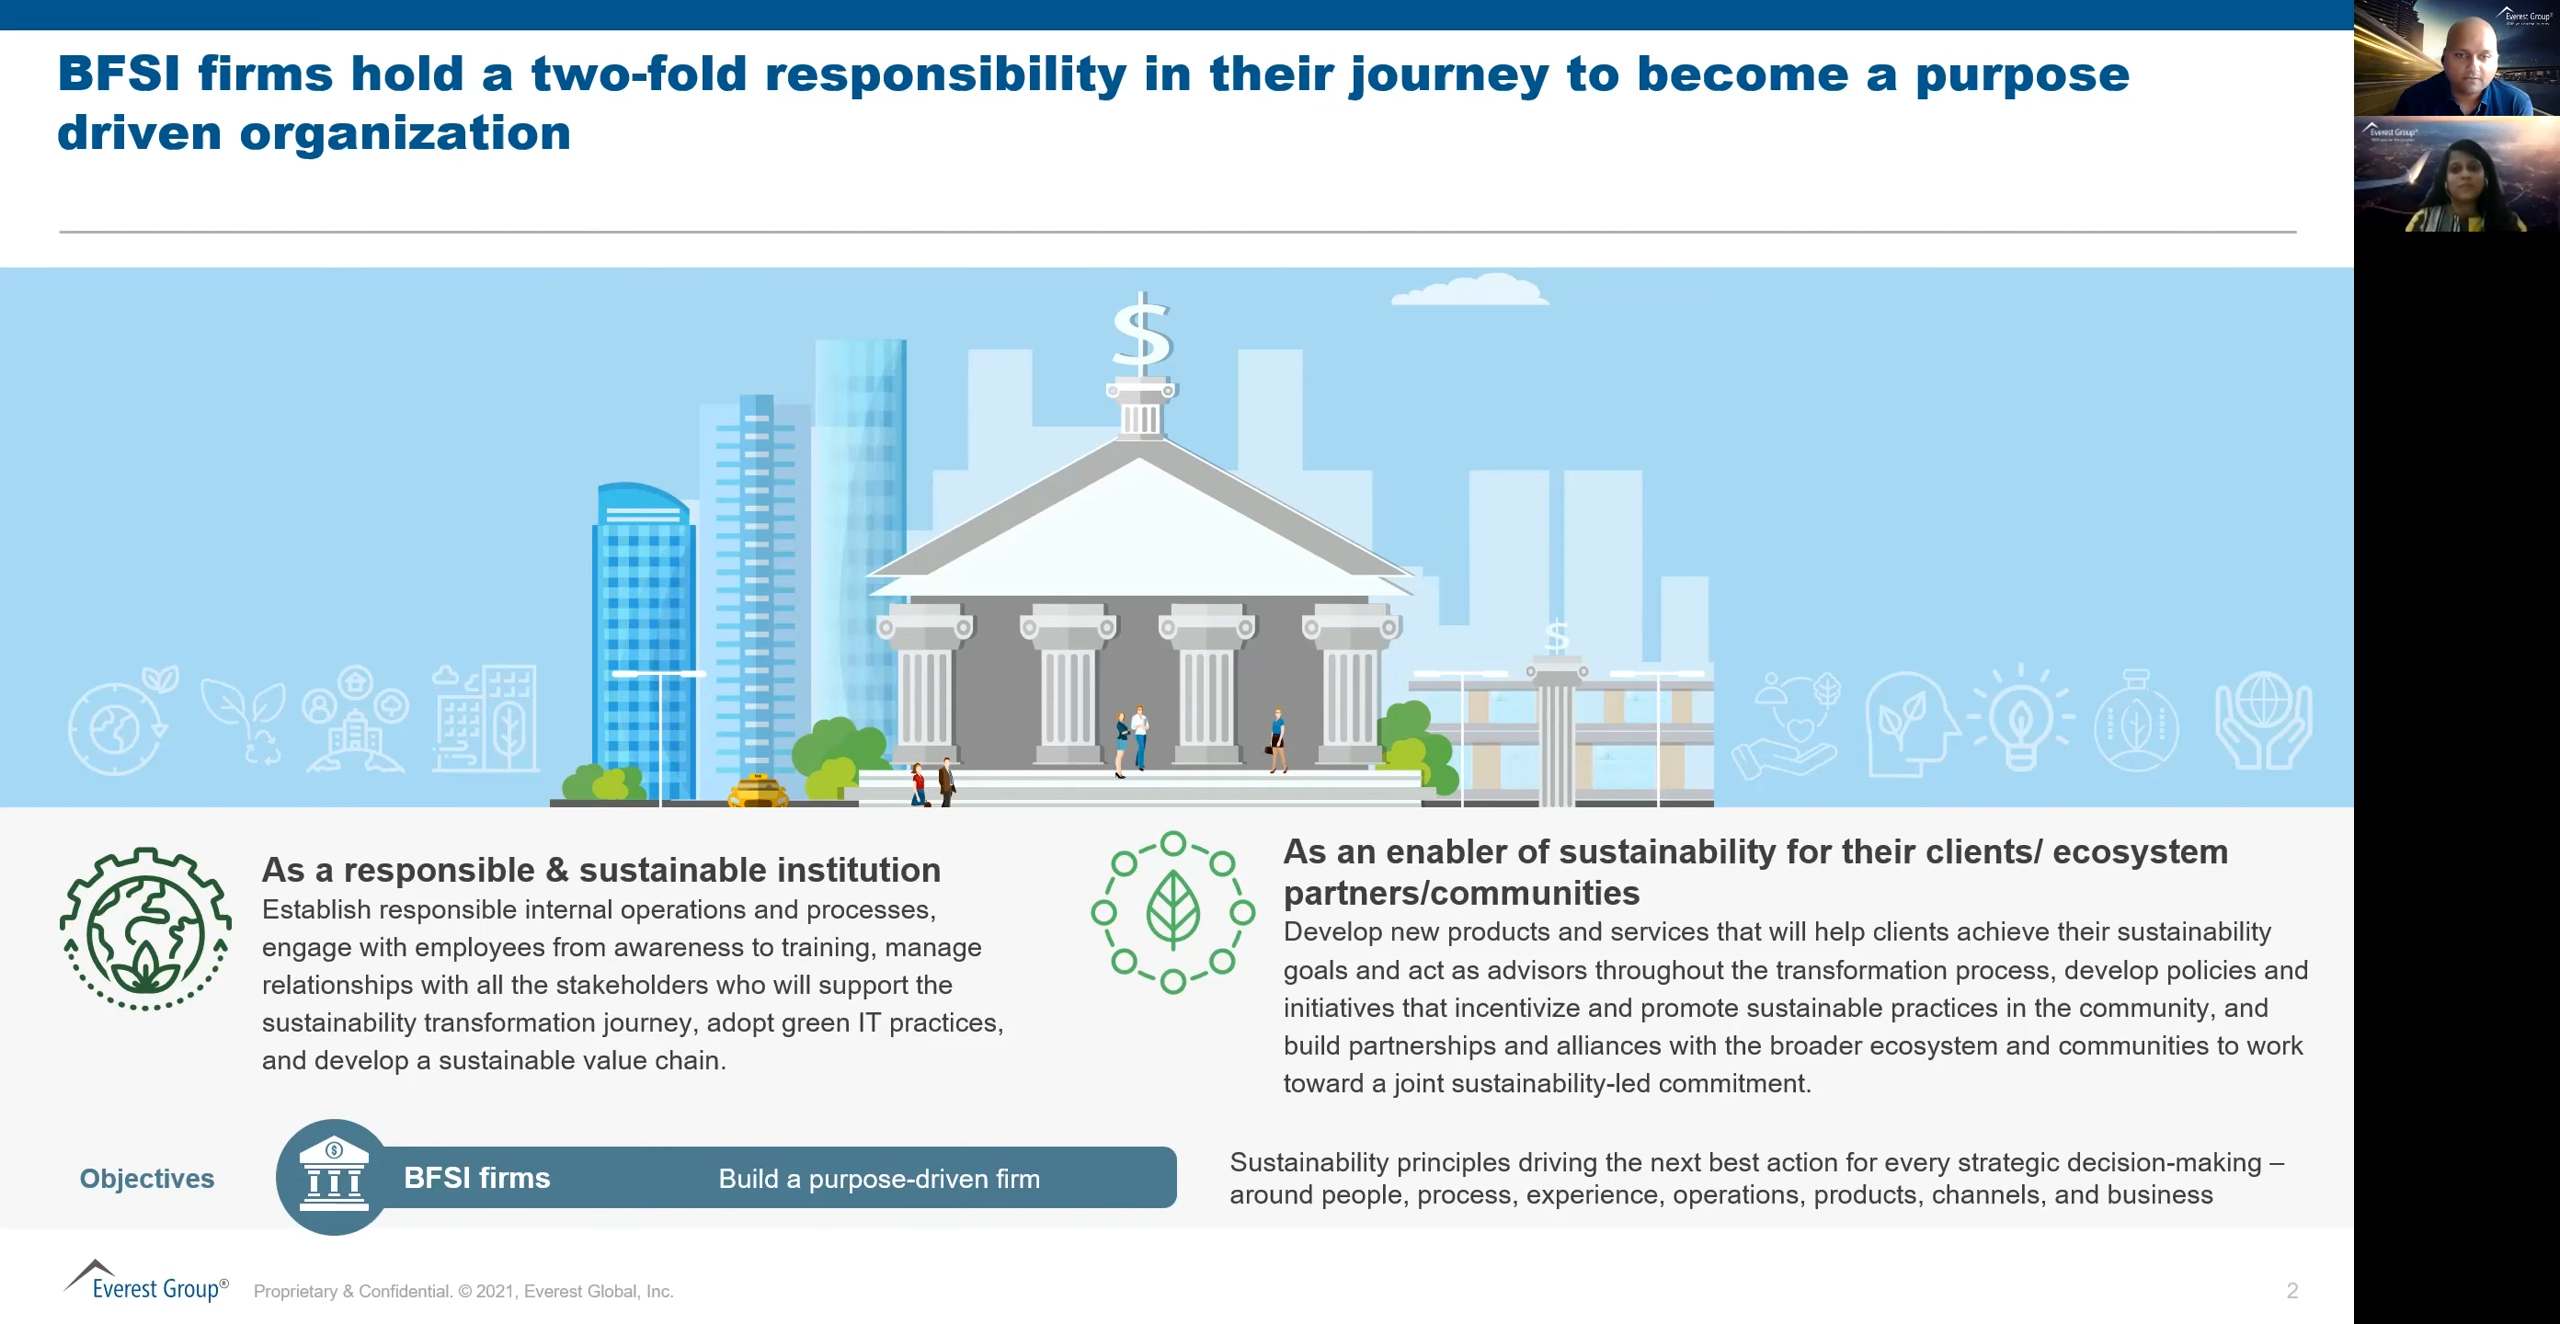 BFSI firms hold a two-fold responsibility in their journey to become a purpose
driven organization
Everest Group®
Everest Group®
$
$
As a responsible & sustainable institution
Establish responsible internal operations and processes,
engage with employees from awareness to training, manage
relationships with all the stakeholders who will support the
sustainability transformation journey, adopt green IT practices,
and develop a sustainable value chain.
As an enabler of sustainability for their clients/ ecosystem
partners/communities
Develop new products and services that will help clients achieve their sustainability
goals and act as advisors throughout the transformation process, develop policies and
initiatives that incentivize and promote sustainable practices in the community, and
build partnerships and alliances with the broader ecosystem and communities to work
toward a joint sustainability-led commitment.
Objectives
$
BFSI firms
Build a purpose-driven firm
Sustainability principles driving the next best action for every strategic decision-making –
around people, process, experience, operations, products, channels, and business
Everest Group®
Proprietary & Confidential. © 2021, Everest Global, Inc.
2